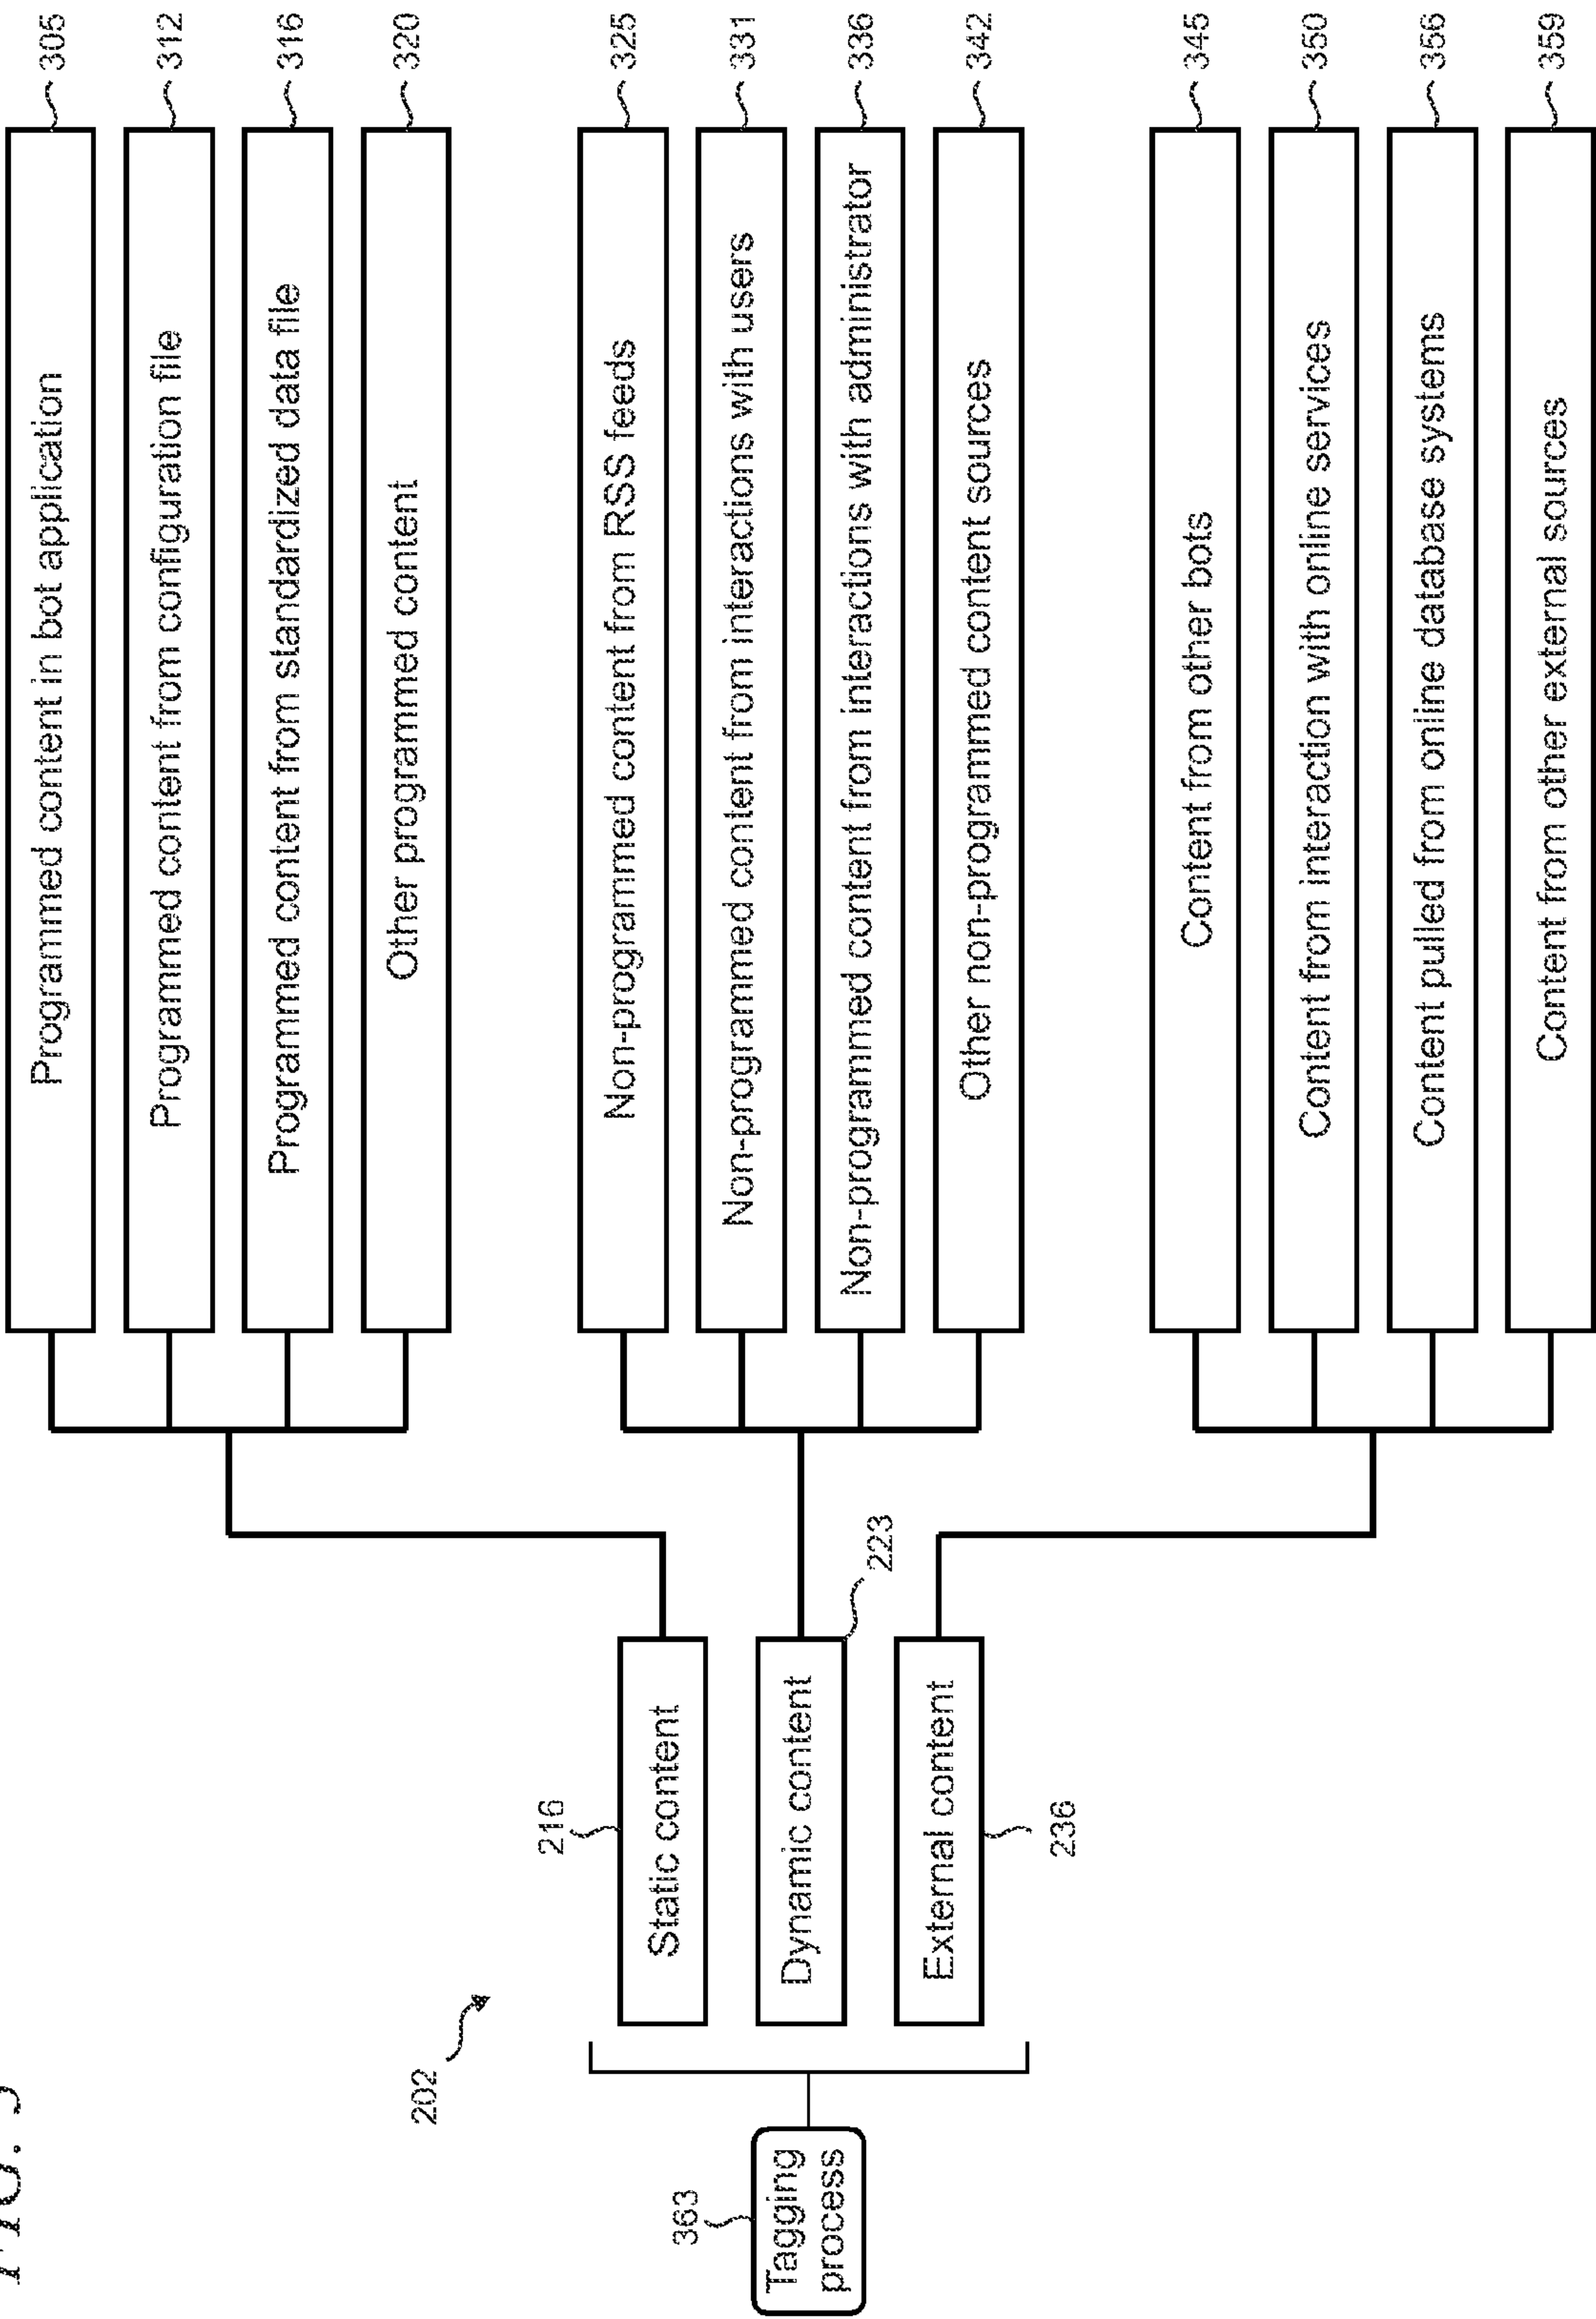 FIG. 3
202
363
Tagging
process
216
Static content
Dynamic content
223
External content
236
Programmed content in bot application
305
Programmed content from configuration file
312
Programmed content from standardized data file
316
Other programmed content
320
Non-programmed content from RSS feeds
325
Non-programmed content from interactions with users
331
Non-programmed content from interactions with administrator
336
Other non-programmed content sources
342
Content from other bots
345
Content from interaction with online services
350
Content pulled from online database systems
356
Content from other external sources
359